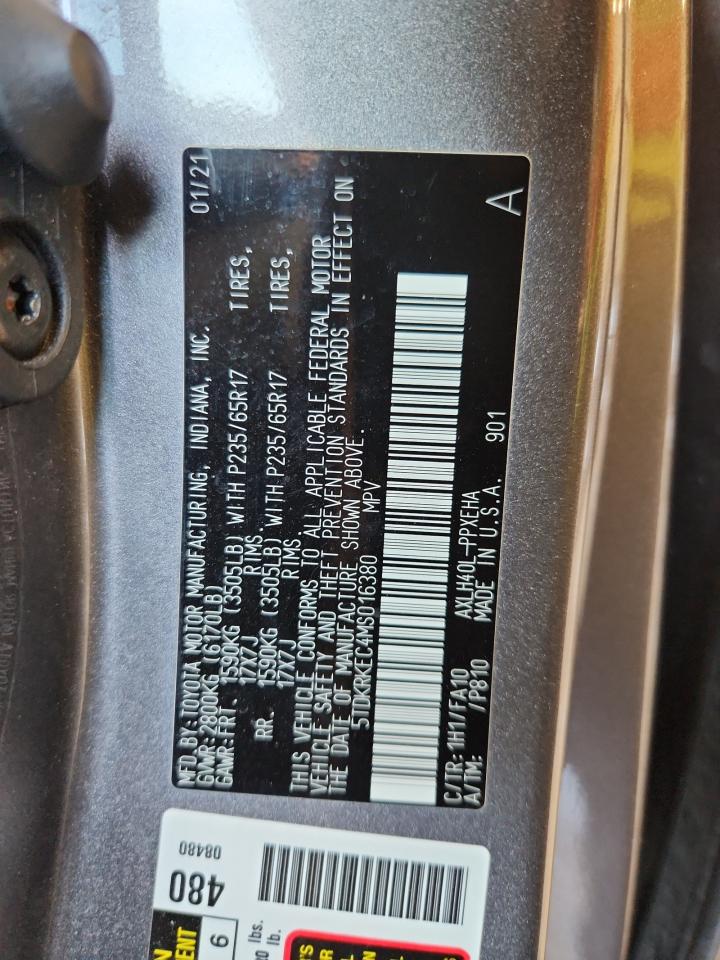 MFD BY: TOYOTA MOTOR MANUFACTURING, INDIANA, INC. 01/21
GVWR: 2800KG (6170LB)
GAWR: FRT. 1590KG (3505LB) WITH P235/65R17 TIRES,
17X7J RIMS.
RR. 1590KG (3505LB) WITH P235/65R17 TIRES,
17X7J RIMS
THIS VEHICLE CONFORMS TO ALL APPLICABLE FEDERAL MOTOR
VEHICLE SAFETY AND THEFT PREVENTION STANDARDS IN EFFECT ON
THE DATE OF MANUFACTURE SHOWN ABOVE.
5TDKRKEC4MS016380 MPV
C/TR: 1H1/FA10 AXLH40L-PPXEHA
A/TM: /P810 MADE IN U.S.A. 901 A
480
08480
6
lbs.
lb.